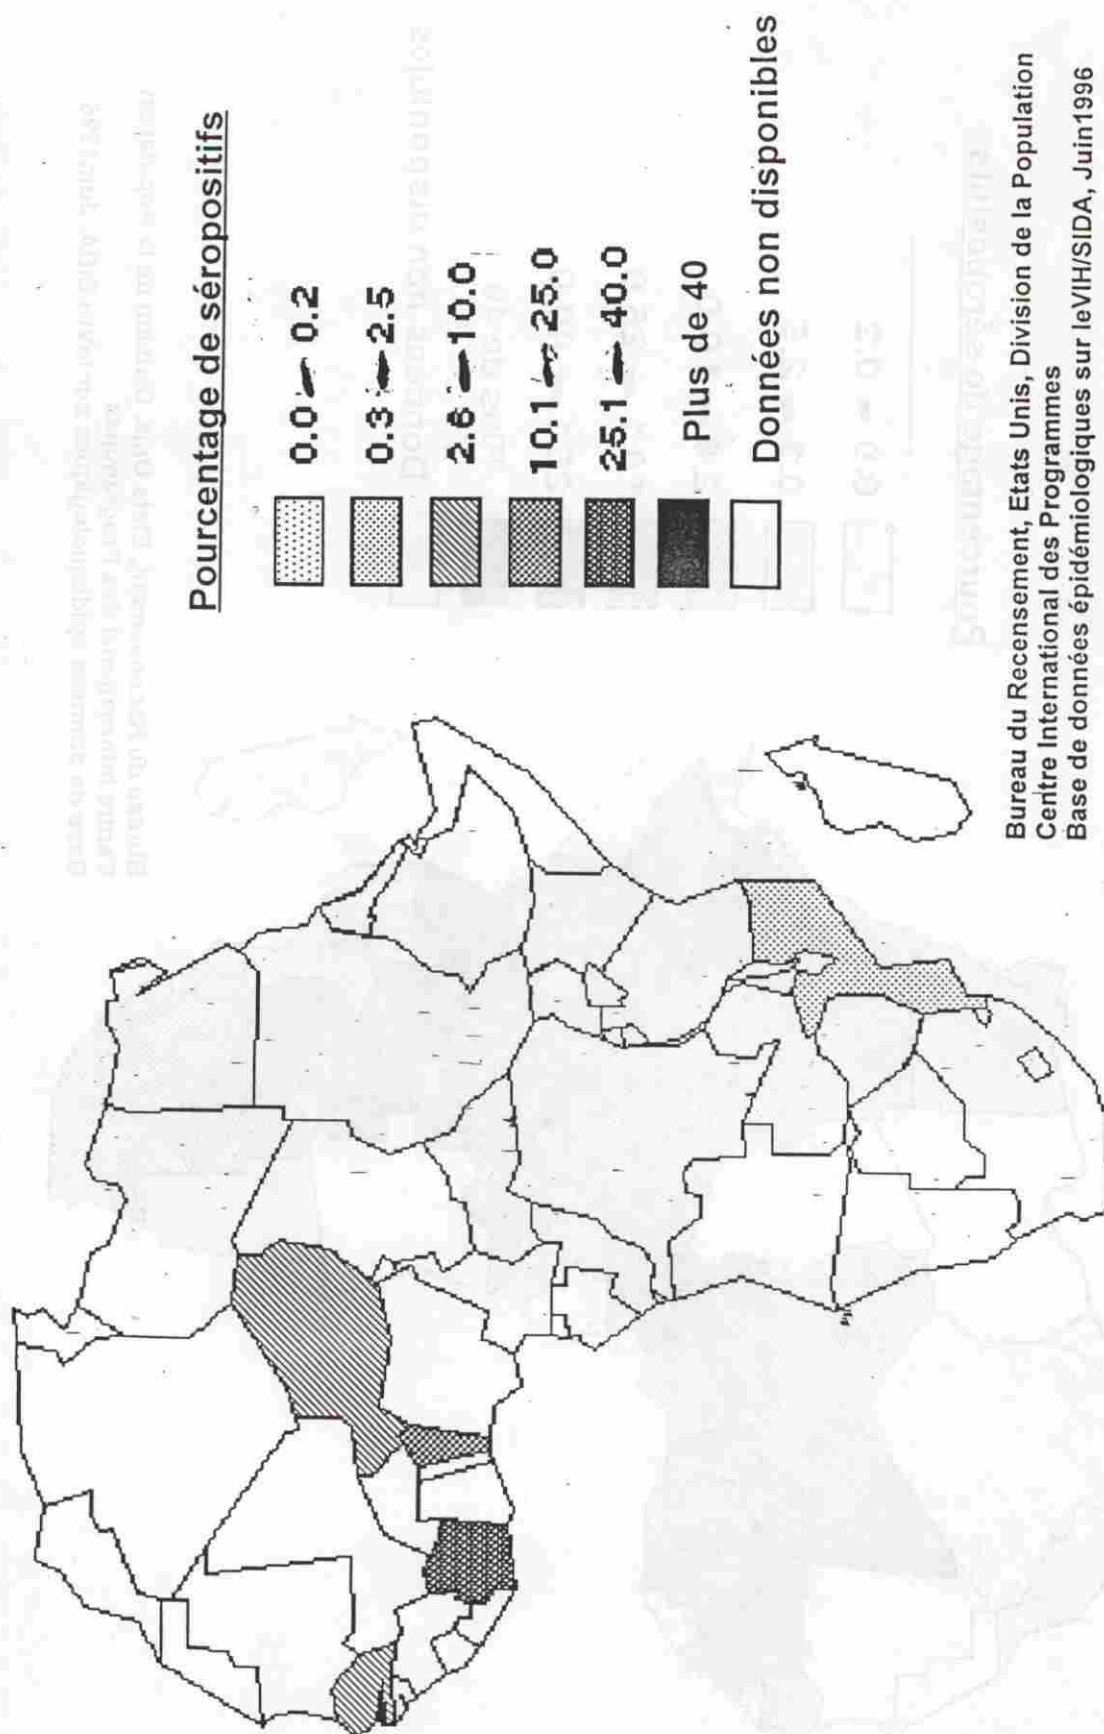 Pourcentage de séropositifs
0.0 - 0.2
0.3 - 2.5
2.6 - 10.0
10.1 - 25.0
25.1 - 40.0
Plus de 40
Données non disponibles
Bureau du Recensement, Etats Unis, Division de la Population
Centre International des Programmes
Base de données épidémiologiques sur leVIH/SIDA, Juin1996